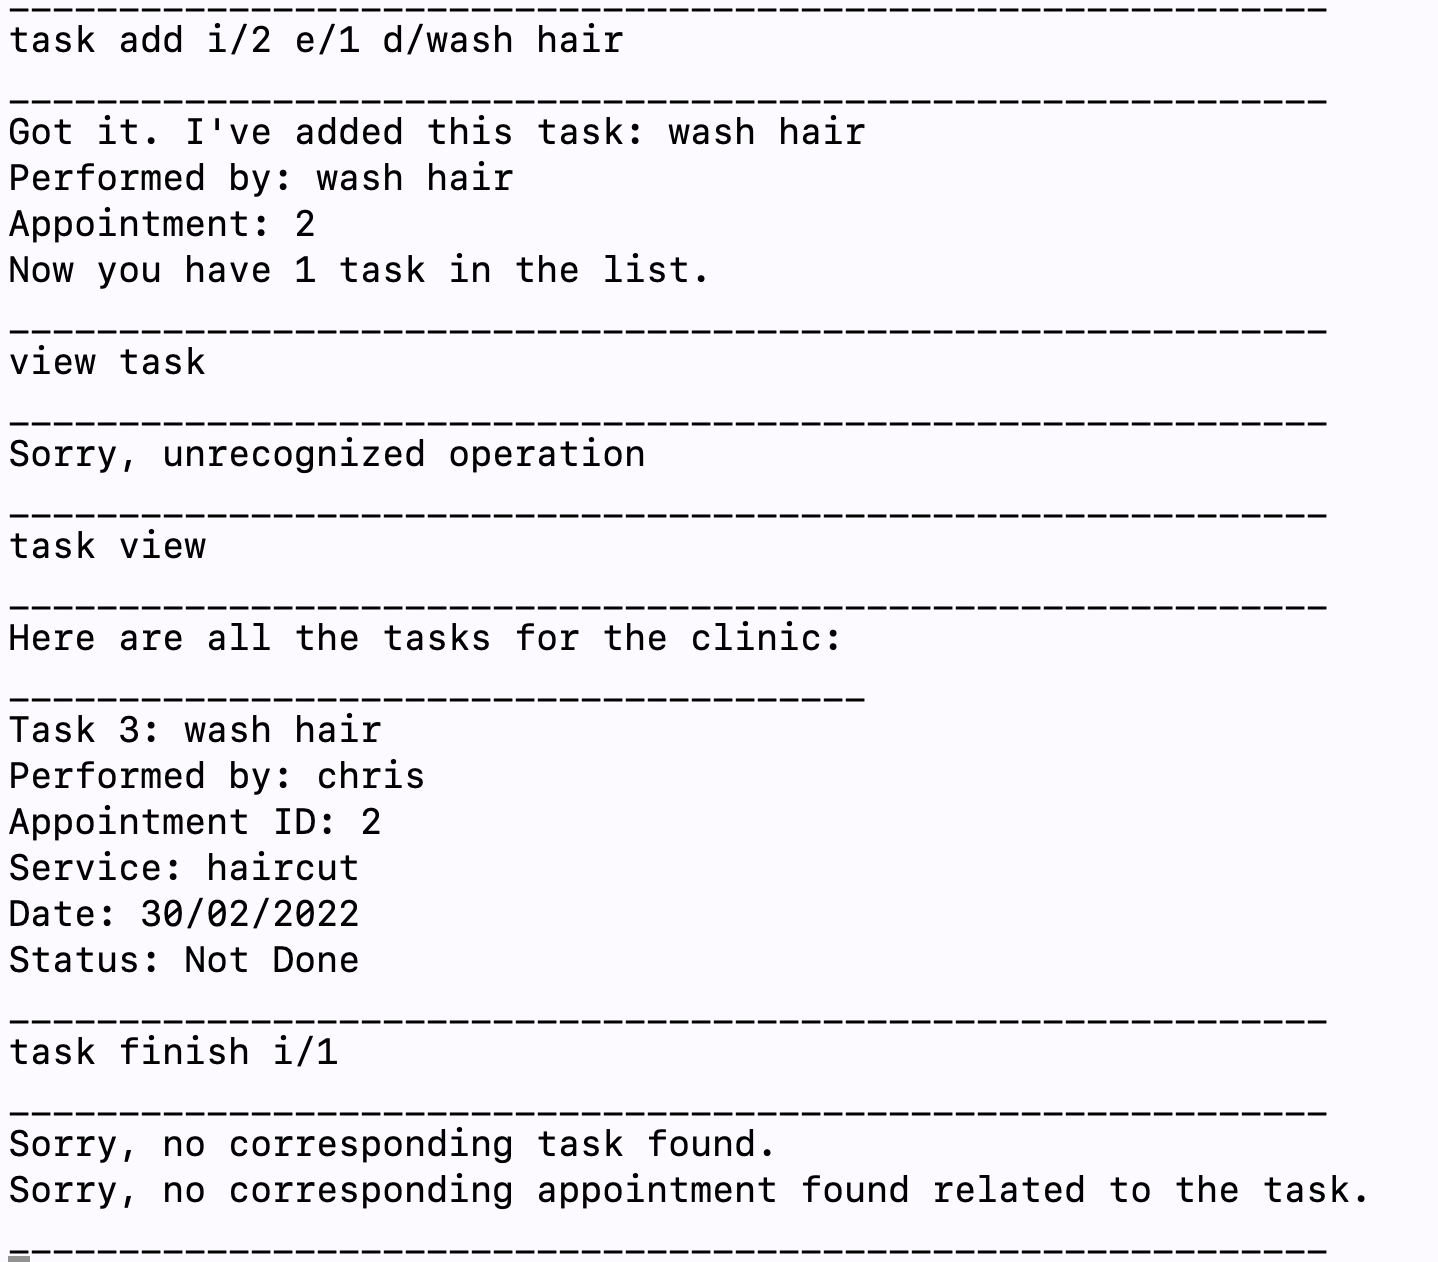 ____________________________________________________________
task add i/2 e/1 d/wash hair
____________________________________________________________
Got it. I've added this task: wash hair
Performed by: wash hair
Appointment: 2
Now you have 1 task in the list.
____________________________________________________________
view task
____________________________________________________________
Sorry, unrecognized operation
____________________________________________________________
task view
____________________________________________________________
Here are all the tasks for the clinic:
_______________________________________
Task 3: wash hair
Performed by: chris
Appointment ID: 2
Service: haircut
Date: 30/02/2022
Status: Not Done
____________________________________________________________
task finish i/1
____________________________________________________________
Sorry, no corresponding task found.
Sorry, no corresponding appointment found related to the task.
____________________________________________________________